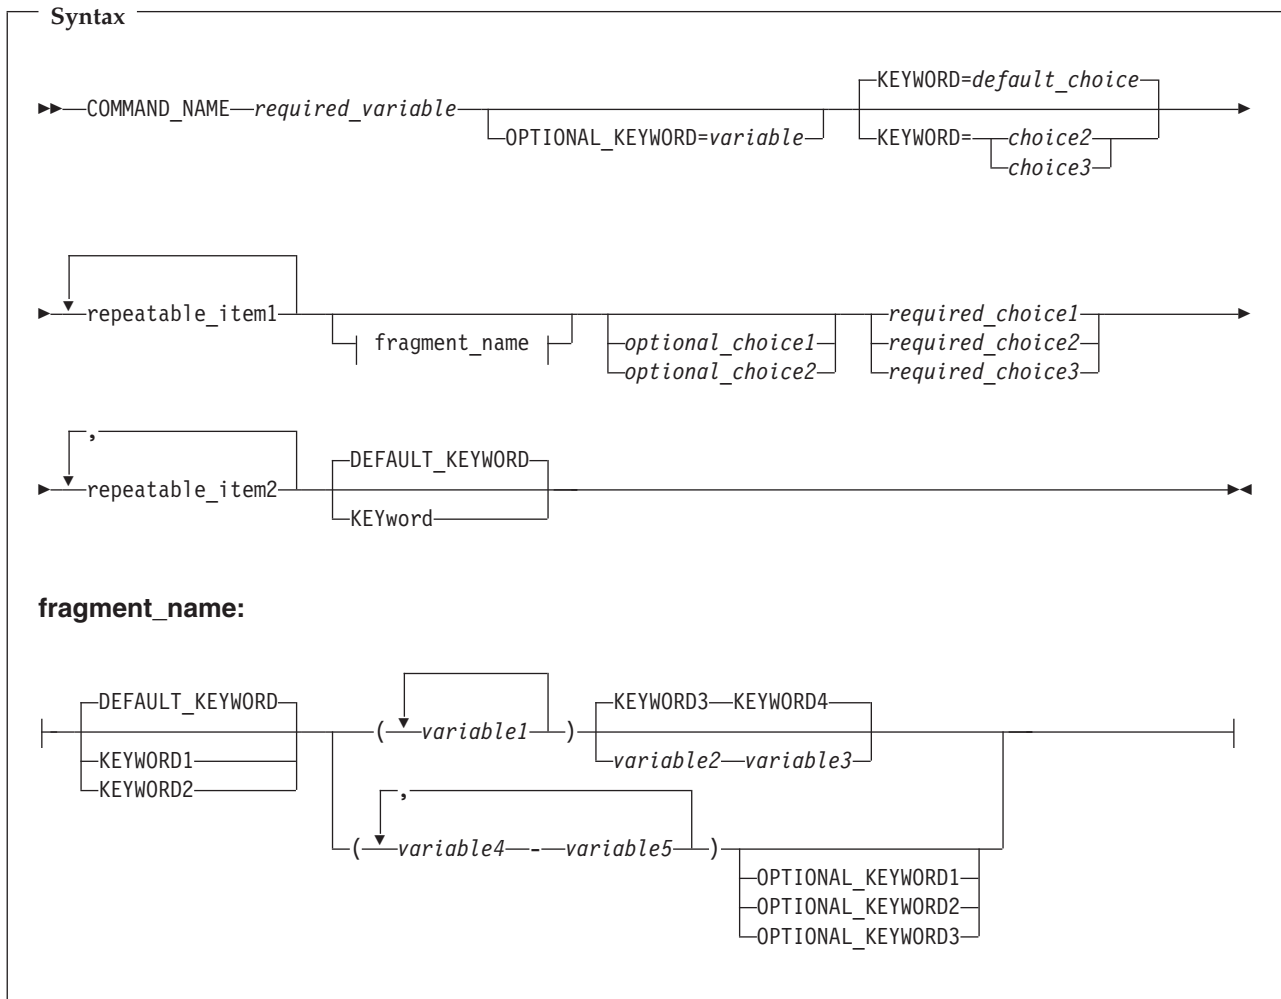 Syntax
KEYWORD=default_choice
COMMAND_NAME required_variable
OPTIONAL_KEYWORD=variable KEYWORD= choice2
choice3
repeatable_item1 required_choice1
fragment_name optional_choice1 required_choice2
optional_choice2 required_choice3
,
DEFAULT_KEYWORD
repeatable_item2
KEYword
fragment_name:
DEFAULT_KEYWORD KEYWORD3 KEYWORD4
( variable1 )
KEYWORD1 variable2 variable3
KEYWORD2
,
( variable4 - variable5 )
OPTIONAL_KEYWORD1
OPTIONAL_KEYWORD2
OPTIONAL_KEYWORD3